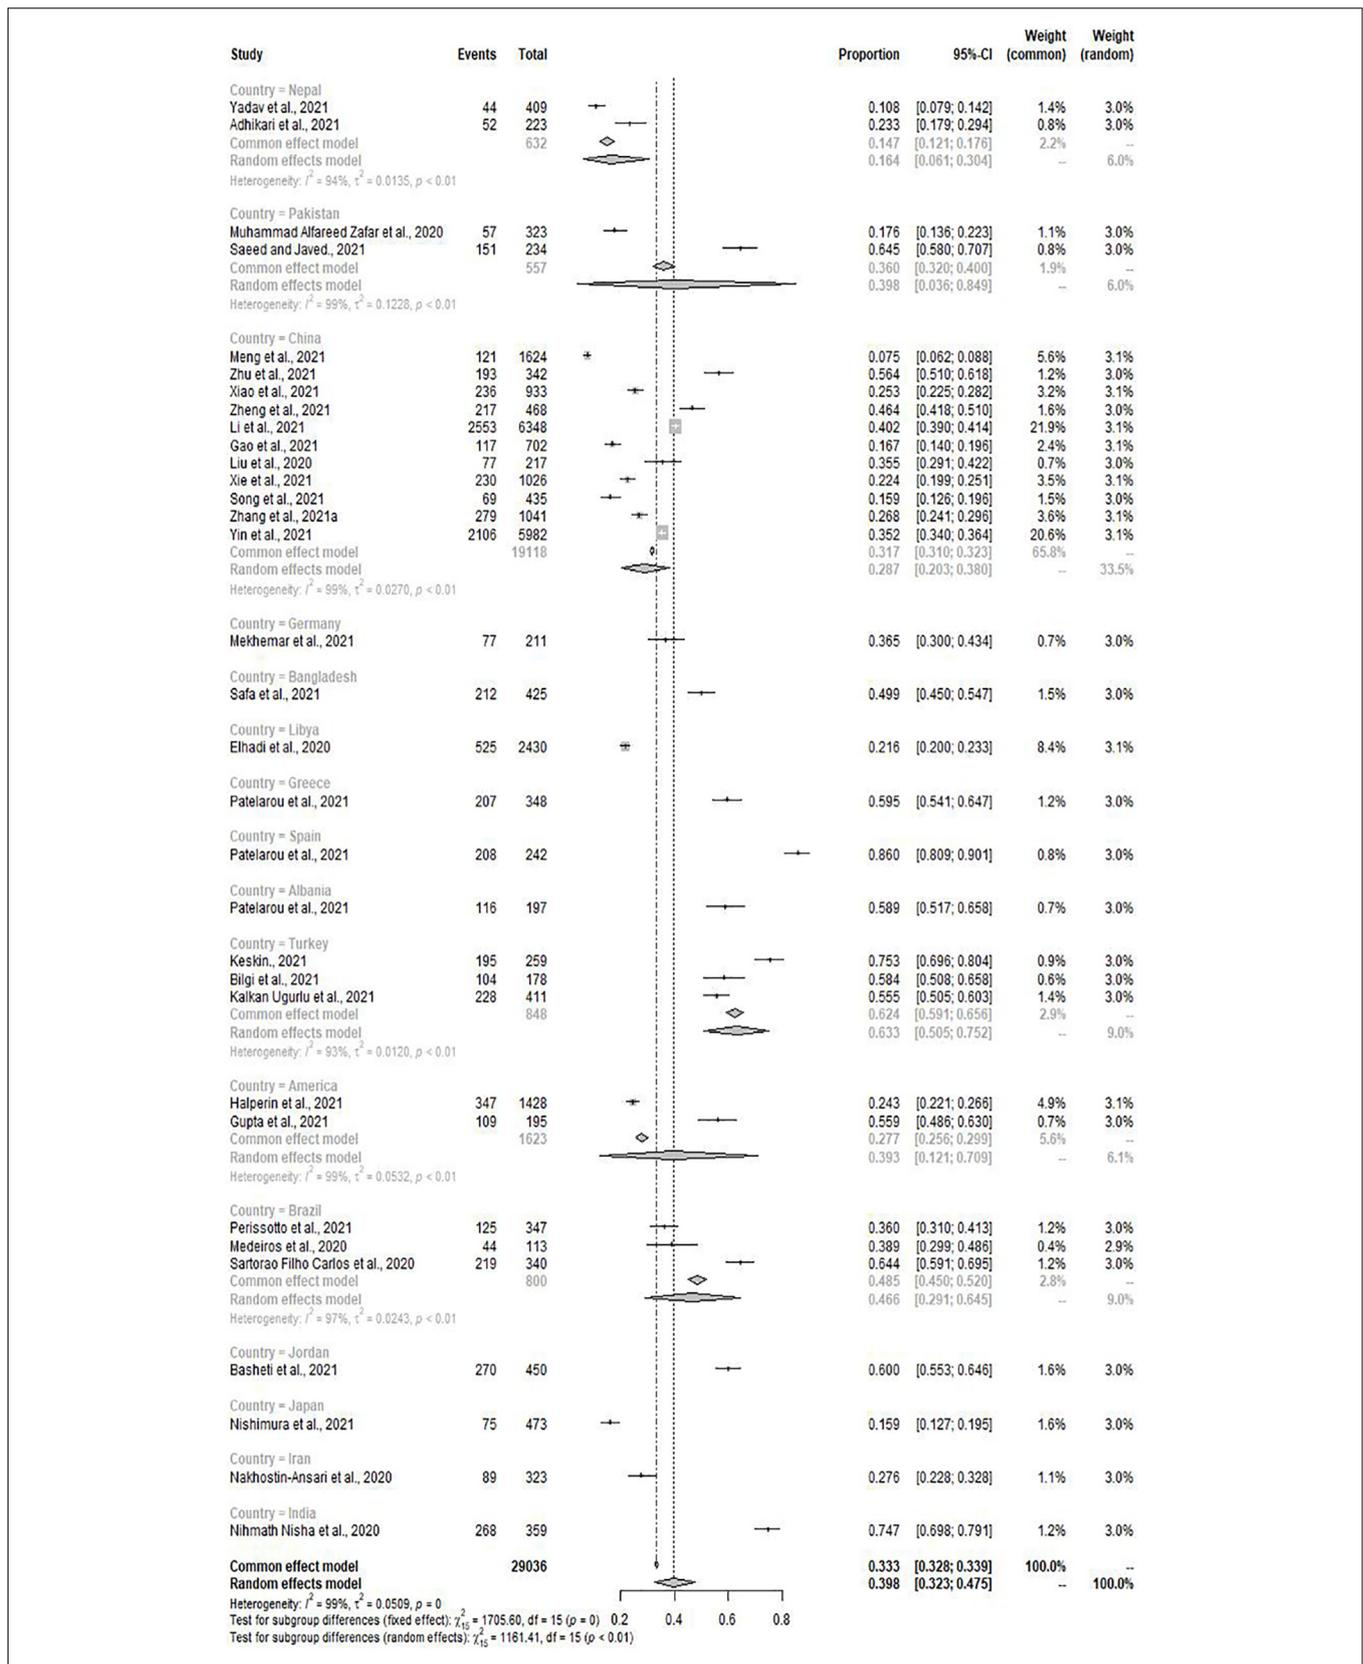 Weight Weight
Study Events Total Proportion 95%-CI (common) (random)
Country = Nepal
Yadav et al., 2021 44 409 0.108 [0.079; 0.142] 1.4% 3.0%
Adhikari et al., 2021 52 223 0.233 [0.179; 0.294] 0.8% 3.0%
Common effect model 632 0.147 [0.121; 0.176] 2.2% --
Random effects model 0.164 [0.061; 0.304] -- 6.0%
Heterogeneity: I² = 94%, τ² = 0.0135, p < 0.01
Country = Pakistan
Muhammad Alfareed Zafar et al., 2020 57 323 0.176 [0.136; 0.223] 1.1% 3.0%
Saeed and Javed., 2021 151 234 0.645 [0.580; 0.707] 0.8% 3.0%
Common effect model 557 0.360 [0.320; 0.400] 1.9% --
Random effects model 0.398 [0.036; 0.849] -- 6.0%
Heterogeneity: I² = 99%, τ² = 0.1228, p < 0.01
Country = China
Meng et al., 2021 121 1624 0.075 [0.062; 0.088] 5.6% 3.1%
Zhu et al., 2021 193 342 0.564 [0.510; 0.618] 1.2% 3.0%
Xiao et al., 2021 236 933 0.253 [0.225; 0.282] 3.2% 3.1%
Zheng et al., 2021 217 468 0.464 [0.418; 0.510] 1.6% 3.0%
Li et al., 2021 2553 6348 0.402 [0.390; 0.414] 21.9% 3.1%
Gao et al., 2021 117 702 0.167 [0.140; 0.196] 2.4% 3.1%
Liu et al., 2020 77 217 0.355 [0.291; 0.422] 0.7% 3.0%
Xie et al., 2021 230 1026 0.224 [0.199; 0.251] 3.5% 3.1%
Song et al., 2021 69 435 0.159 [0.126; 0.196] 1.5% 3.0%
Zhang et al., 2021a 279 1041 0.268 [0.241; 0.296] 3.6% 3.1%
Yin et al., 2021 2106 5982 0.352 [0.340; 0.364] 20.6% 3.1%
Common effect model 19118 0.317 [0.310; 0.323] 65.8% --
Random effects model 0.287 [0.203; 0.380] -- 33.5%
Heterogeneity: I² = 99%, τ² = 0.0270, p < 0.01
Country = Germany
Mekhemar et al., 2021 77 211 0.365 [0.300; 0.434] 0.7% 3.0%
Country = Bangladesh
Safa et al., 2021 212 425 0.499 [0.450; 0.547] 1.5% 3.0%
Country = Libya
Elhadi et al., 2020 525 2430 0.216 [0.200; 0.233] 8.4% 3.1%
Country = Greece
Patelarou et al., 2021 207 348 0.595 [0.541; 0.647] 1.2% 3.0%
Country = Spain
Patelarou et al., 2021 208 242 0.860 [0.809; 0.901] 0.8% 3.0%
Country = Albania
Patelarou et al., 2021 116 197 0.589 [0.517; 0.658] 0.7% 3.0%
Country = Turkey
Keskin., 2021 195 259 0.753 [0.696; 0.804] 0.9% 3.0%
Bilgi et al., 2021 104 178 0.584 [0.508; 0.658] 0.6% 3.0%
Kalkan Ugurlu et al., 2021 228 411 0.555 [0.505; 0.603] 1.4% 3.0%
Common effect model 848 0.624 [0.591; 0.656] 2.9% --
Random effects model 0.633 [0.505; 0.752] -- 9.0%
Heterogeneity: I² = 93%, τ² = 0.0120, p < 0.01
Country = America
Halperin et al., 2021 347 1428 0.243 [0.221; 0.266] 4.9% 3.1%
Gupta et al., 2021 109 195 0.559 [0.486; 0.630] 0.7% 3.0%
Common effect model 1623 0.277 [0.256; 0.299] 5.6% --
Random effects model 0.393 [0.121; 0.709] -- 6.1%
Heterogeneity: I² = 99%, τ² = 0.0532, p < 0.01
Country = Brazil
Perissotto et al., 2021 125 347 0.360 [0.310; 0.413] 1.2% 3.0%
Medeiros et al., 2020 44 113 0.389 [0.299; 0.486] 0.4% 2.9%
Sartorao Filho Carlos et al., 2020 219 340 0.644 [0.591; 0.695] 1.2% 3.0%
Common effect model 800 0.485 [0.450; 0.520] 2.8% --
Random effects model 0.466 [0.291; 0.645] -- 9.0%
Heterogeneity: I² = 97%, τ² = 0.0243, p < 0.01
Country = Jordan
Basheti et al., 2021 270 450 0.600 [0.553; 0.646] 1.6% 3.0%
Country = Japan
Nishimura et al., 2021 75 473 0.159 [0.127; 0.195] 1.6% 3.0%
Country = Iran
Nakhostin-Ansari et al., 2020 89 323 0.276 [0.228; 0.328] 1.1% 3.0%
Country = India
Nihmath Nisha et al., 2020 268 359 0.747 [0.698; 0.791] 1.2% 3.0%
Common effect model 29036 0.333 [0.328; 0.339] 100.0% --
Random effects model 0.398 [0.323; 0.475] -- 100.0%
Heterogeneity: I² = 99%, τ² = 0.0509, p = 0
Test for subgroup differences (fixed effect): χ²₁₅ = 1705.60, df = 15 (p = 0) 0.2 0.4 0.6 0.8
Test for subgroup differences (random effects): χ²₁₅ = 1161.41, df = 15 (p < 0.01)